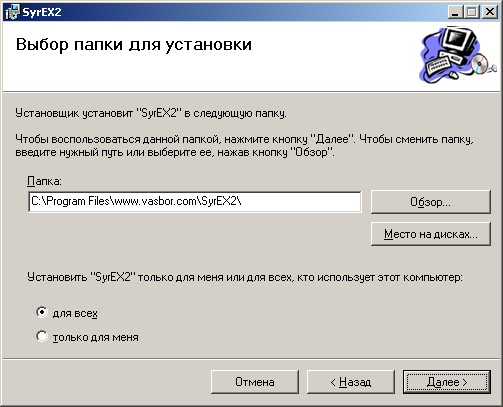 SyrEX2
Выбор папки для установки
Установщик установит "SyrEX2" в следующую папку.
Чтобы воспользоваться данной папкой, нажмите кнопку "Далее". Чтобы сменить папку,
введите нужный путь или выберите ее, нажав кнопку "Обзор".
Папка:
C:\Program Files\www.vasbor.com\SyrEX2\
Обзор...
Место на дисках...
Установить "SyrEX2" только для меня или для всех, кто использует этот компьютер:
для всех
только для меня
Отмена
< Назад
Далее >